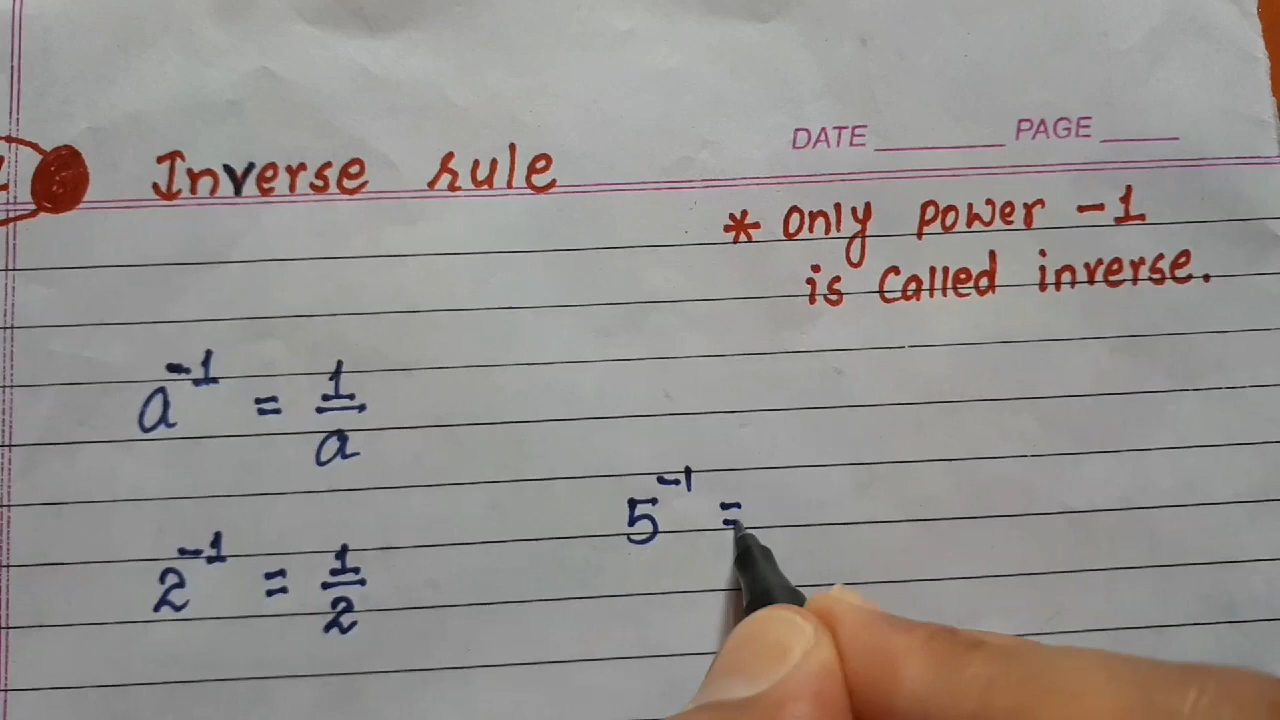 DATE ______ PAGE ____
Inverse rule
* Only power -1
is Called inverse.
a⁻¹ = 1/a
5⁻¹ =
2⁻¹ = 1/2